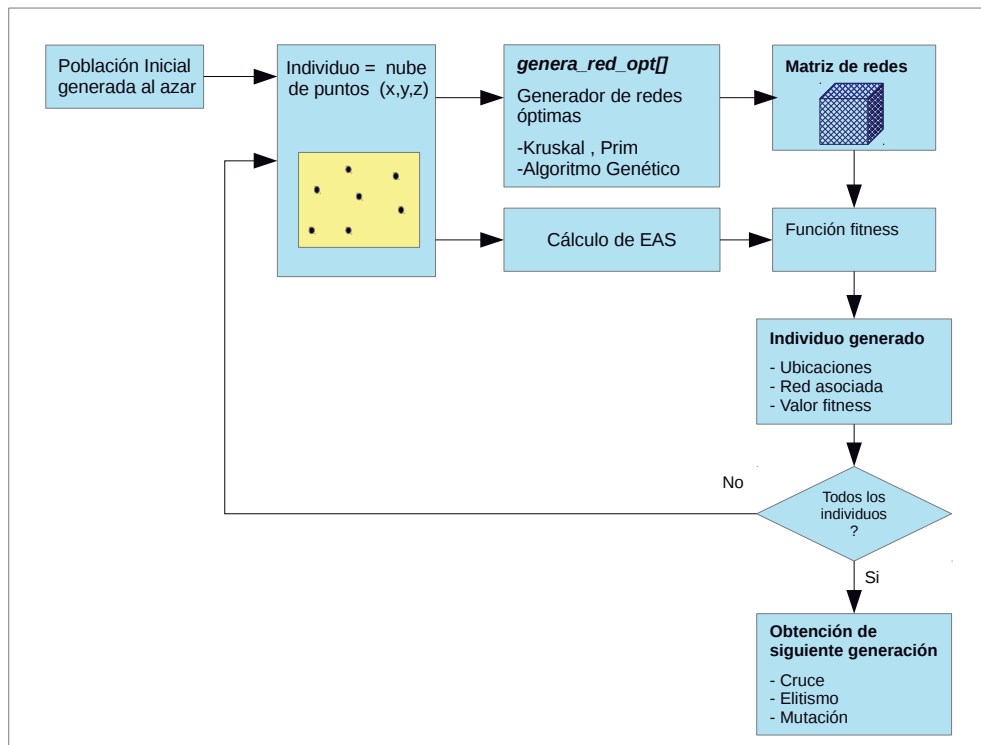 Población Inicial
generada al azar
Individuo = nube
de puntos (x,y,z)
genera_red_opt[]
Generador de redes
óptimas
-Kruskal , Prim
-Algoritmo Genético
Matriz de redes
Cálculo de EAS
Función fitness
Individuo generado
- Ubicaciones
- Red asociada
- Valor fitness
No
Todos los
individuos
?
Si
Obtención de
siguiente generación
- Cruce
- Elitismo
- Mutación